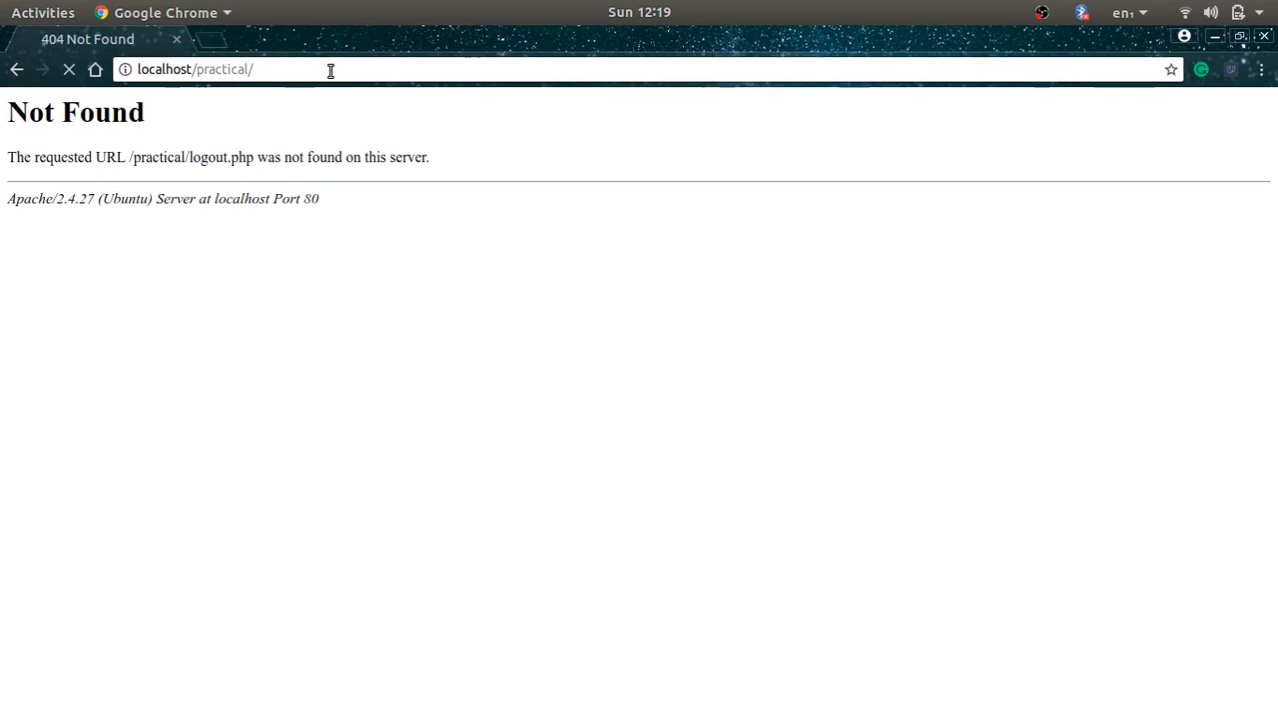 Activities Google Chrome Sun 12:19 en₁
404 Not Found
localhost/practical/
Not Found
The requested URL /practical/logout.php was not found on this server.
Apache/2.4.27 (Ubuntu) Server at localhost Port 80